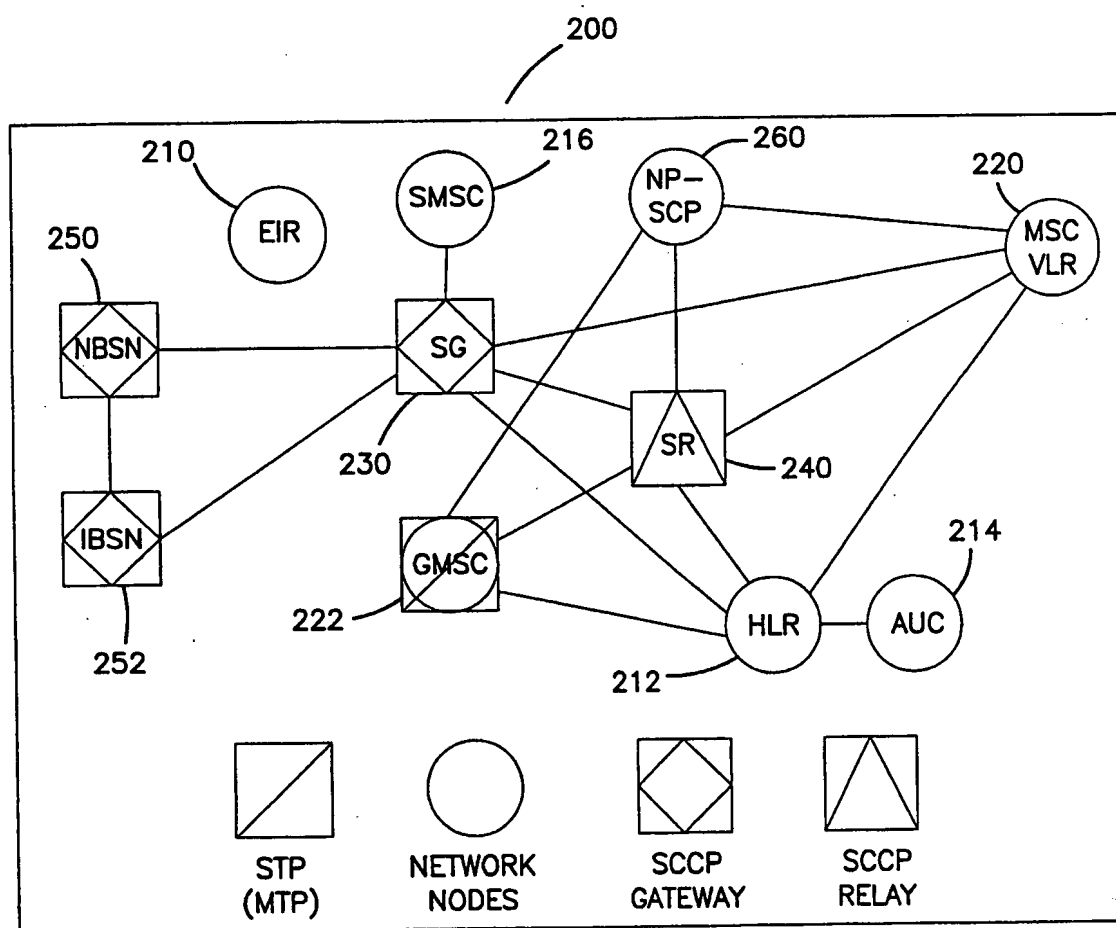 200
210
216
260
220
EIR
SMSC
NP-
SCP
MSC
VLR
250
NBSN
SG
230
SR
240
IBSN
252
GMSC
222
HLR
212
AUC
214
STP
(MTP)
NETWORK
NODES
SCCP
GATEWAY
SCCP
RELAY